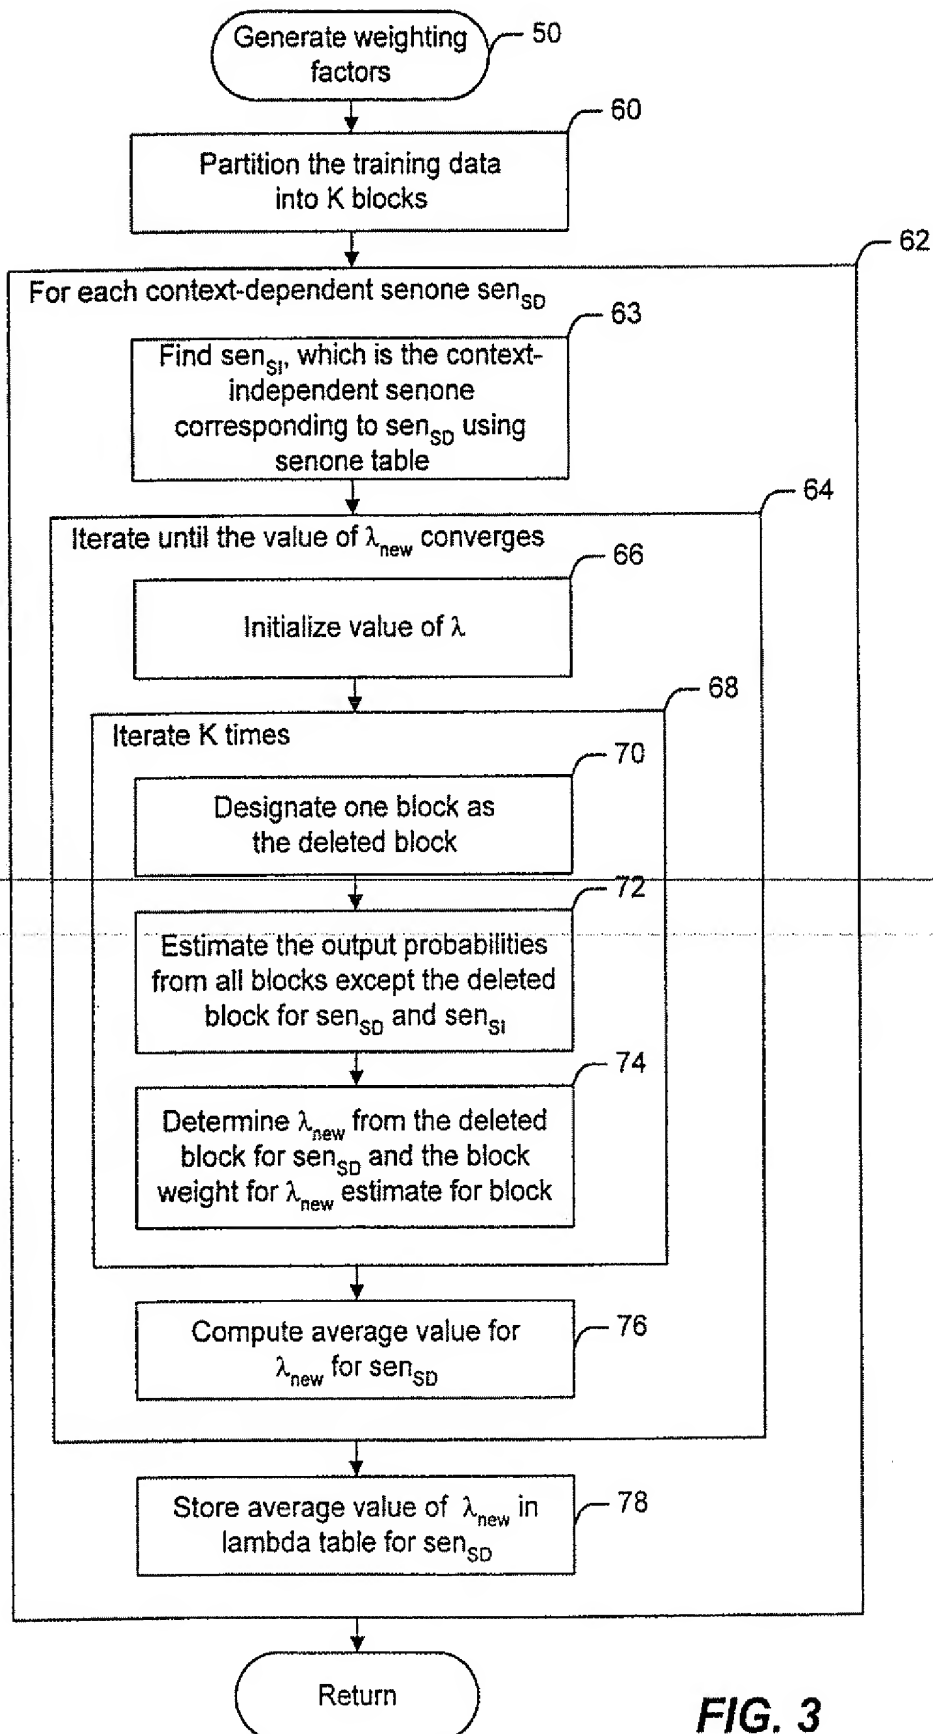 Generate weighting
factors
50
60
Partition the training data
into K blocks
62
For each context-dependent senone sen_SD
63
Find sen_SI, which is the context-
independent senone
corresponding to sen_SD using
senone table
64
Iterate until the value of λ_new converges
66
Initialize value of λ
68
Iterate K times
70
Designate one block as
the deleted block
72
Estimate the output probabilities
from all blocks except the deleted
block for sen_SD and sen_SI
74
Determine λ_new from the deleted
block for sen_SD and the block
weight for λ_new estimate for block
Compute average value for
λ_new for sen_SD
76
Store average value of λ_new in
lambda table for sen_SD
78
Return
FIG. 3